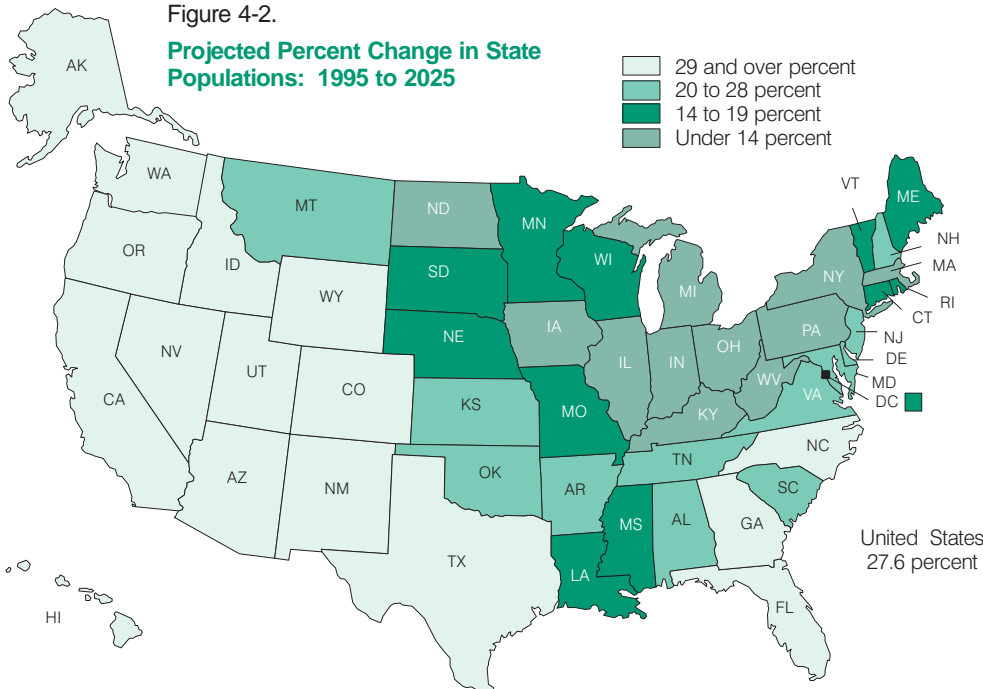 Figure 4-2.
Projected Percent Change in State
Populations: 1995 to 2025
29 and over percent
20 to 28 percent
14 to 19 percent
Under 14 percent
AK
WA
MT
ND
MN
VT
ME
OR
ID
SD
WI
NH
MA
WY
MI
NY
RI
CT
NV
NE
IA
PA
NJ
UT
CO
IL
IN
OH
DE
CA
KS
MO
WV
VA
MD
DC
KY
AZ
NM
OK
AR
TN
NC
SC
TX
LA
MS
AL
GA
United States
27.6 percent
HI
FL